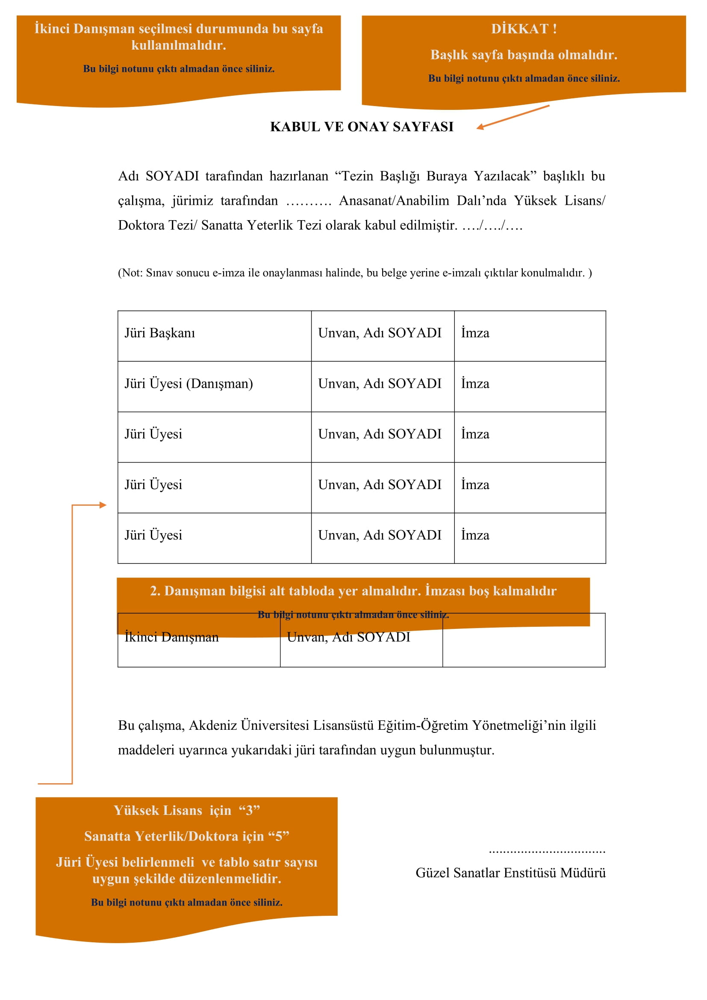 İkinci Danışman seçilmesi durumunda bu sayfa
kullanılmalıdır.
Bu bilgi notunu çıktı almadan önce siliniz.
DİKKAT !
Başlık sayfa başında olmalıdır.
Bu bilgi notunu çıktı almadan önce siliniz.
KABUL VE ONAY SAYFASI
Adı SOYADI tarafından hazırlanan “Tezin Başlığı Buraya Yazılacak” başlıklı bu
çalışma, jürimiz tarafından ………. Anasanat/Anabilim Dalı’nda Yüksek Lisans/
Doktora Tezi/ Sanatta Yeterlik Tezi olarak kabul edilmiştir. …./…./….
(Not: Sınav sonucu e-imza ile onaylanması halinde, bu belge yerine e-imzalı çıktılar konulmalıdır. )
Jüri Başkanı Unvan, Adı SOYADI İmza
Jüri Üyesi (Danışman) Unvan, Adı SOYADI İmza
Jüri Üyesi Unvan, Adı SOYADI İmza
Jüri Üyesi Unvan, Adı SOYADI İmza
Jüri Üyesi Unvan, Adı SOYADI İmza
2. Danışman bilgisi alt tabloda yer almalıdır. İmzası boş kalmalıdır
Bu bilgi notunu çıktı almadan önce siliniz.
İkinci Danışman Unvan, Adı SOYADI
Bu çalışma, Akdeniz Üniversitesi Lisansüstü Eğitim-Öğretim Yönetmeliği’nin ilgili
maddeleri uyarınca yukarıdaki jüri tarafından uygun bulunmuştur.
Yüksek Lisans  için  “3”
Sanatta Yeterlik/Doktora için “5”
Jüri Üyesi belirlenmeli  ve tablo satır sayısı
uygun şekilde düzenlenmelidir.
Bu bilgi notunu çıktı almadan önce siliniz.
.................................
Güzel Sanatlar Enstitüsü Müdürü